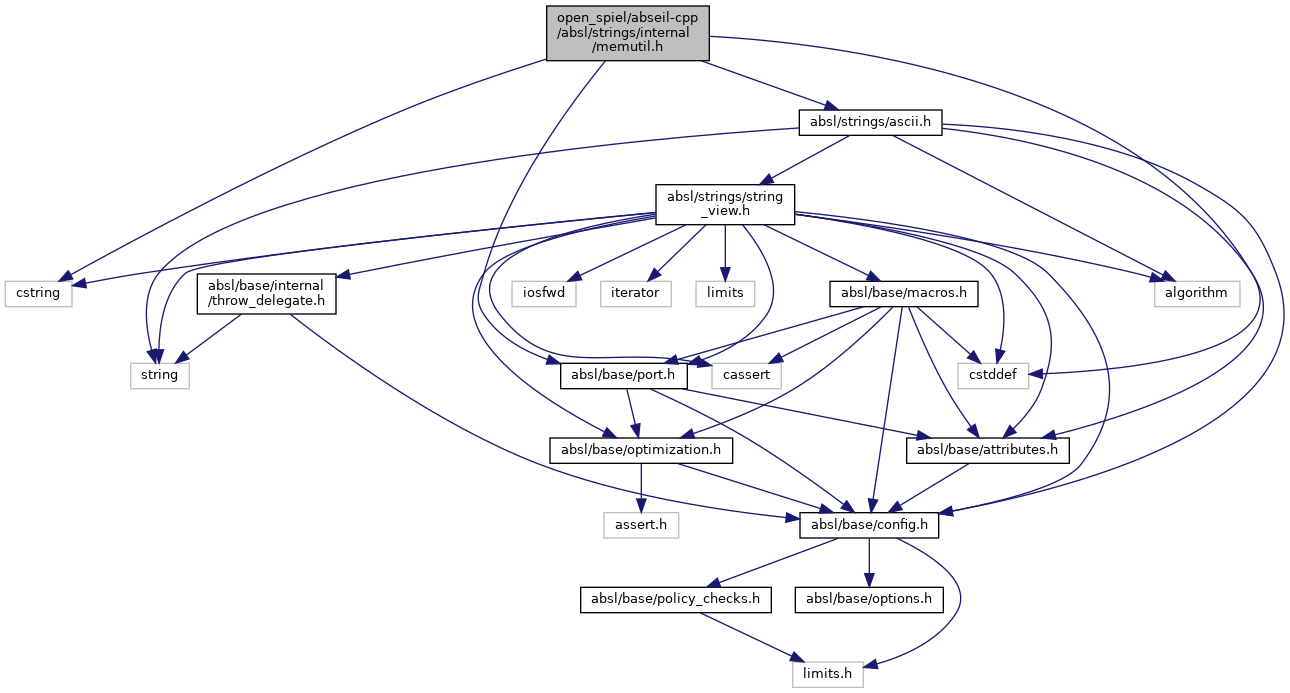 open_spiel/abseil-cpp
/absl/strings/internal
/memutil.h
absl/strings/ascii.h
absl/strings/string
_view.h
cstring
absl/base/internal
/throw_delegate.h
iosfwd
iterator
limits
absl/base/macros.h
algorithm
string
absl/base/port.h
cassert
cstddef
absl/base/optimization.h
absl/base/attributes.h
assert.h
absl/base/config.h
absl/base/policy_checks.h
absl/base/options.h
limits.h